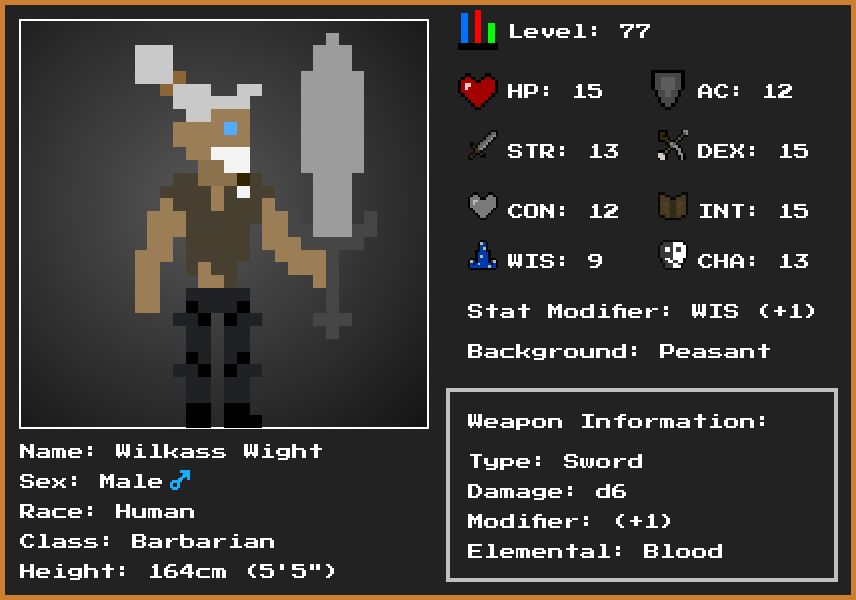 Level: 77
HP: 15 AC: 12
STR: 13 DEX: 15
CON: 12 INT: 15
WIS: 9 CHA: 13
Stat Modifier: WIS (+1)
Background: Peasant
Weapon Information:
Type: Sword
Damage: d6
Modifier: (+1)
Elemental: Blood
Name: Wilkass Wight
Sex: Male♂
Race: Human
Class: Barbarian
Height: 164cm (5'5")